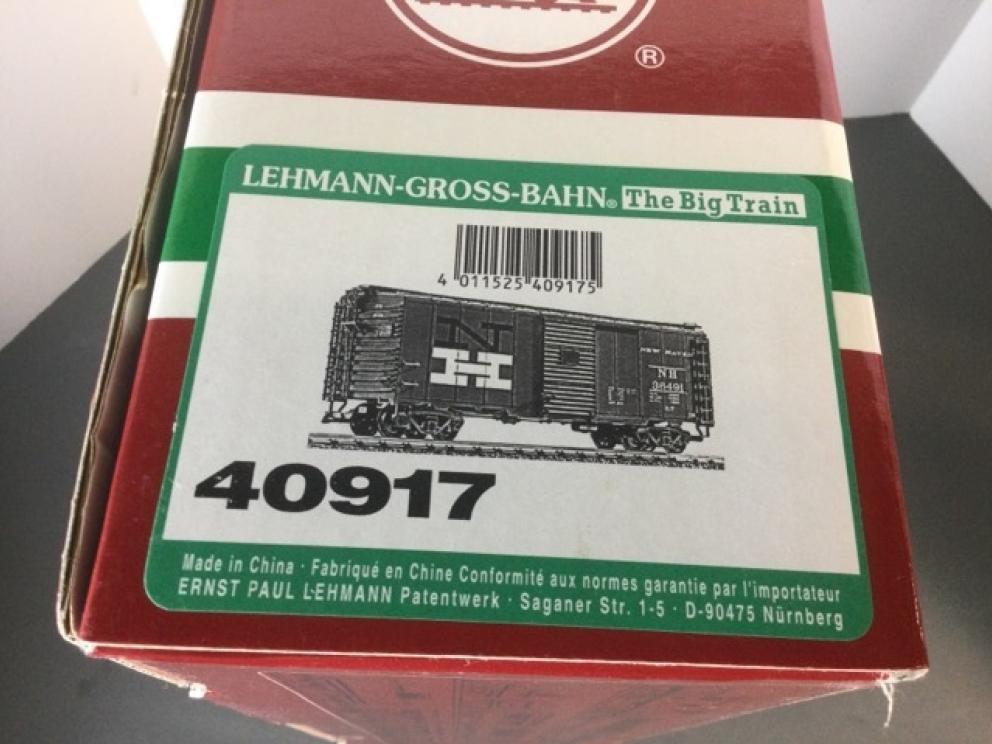 ®
LEHMANN-GROSS-BAHN® The Big Train
4 011525 409175
NH
NEW HAVEN
NH
36491
40917
Made in China · Fabriqué en Chine Conformité aux normes garantie par l'importateur
ERNST PAUL LEHMANN Patentwerk · Saganer Str. 1-5 · D-90475 Nürnberg